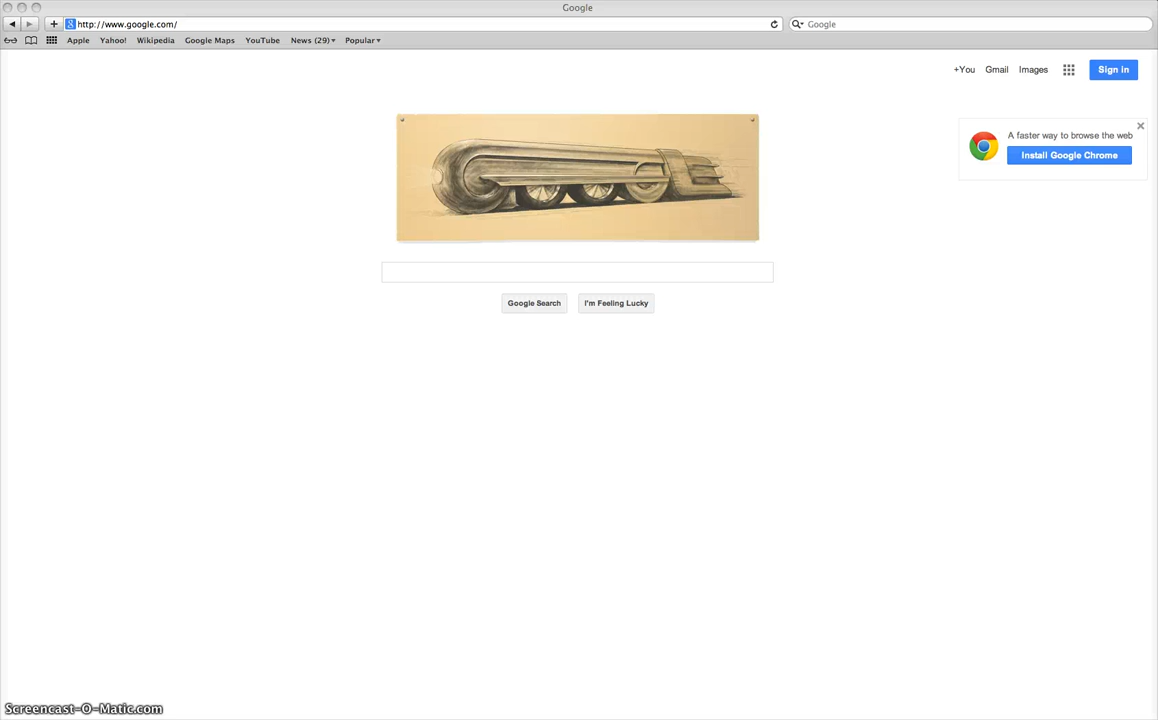 Google
http://www.google.com/
Google
Apple Yahoo! Wikipedia Google Maps YouTube News (29) Popular
+You Gmail Images Sign in
A faster way to browse the web
Install Google Chrome
Google Search I'm Feeling Lucky
Screencast-O-Matic.com